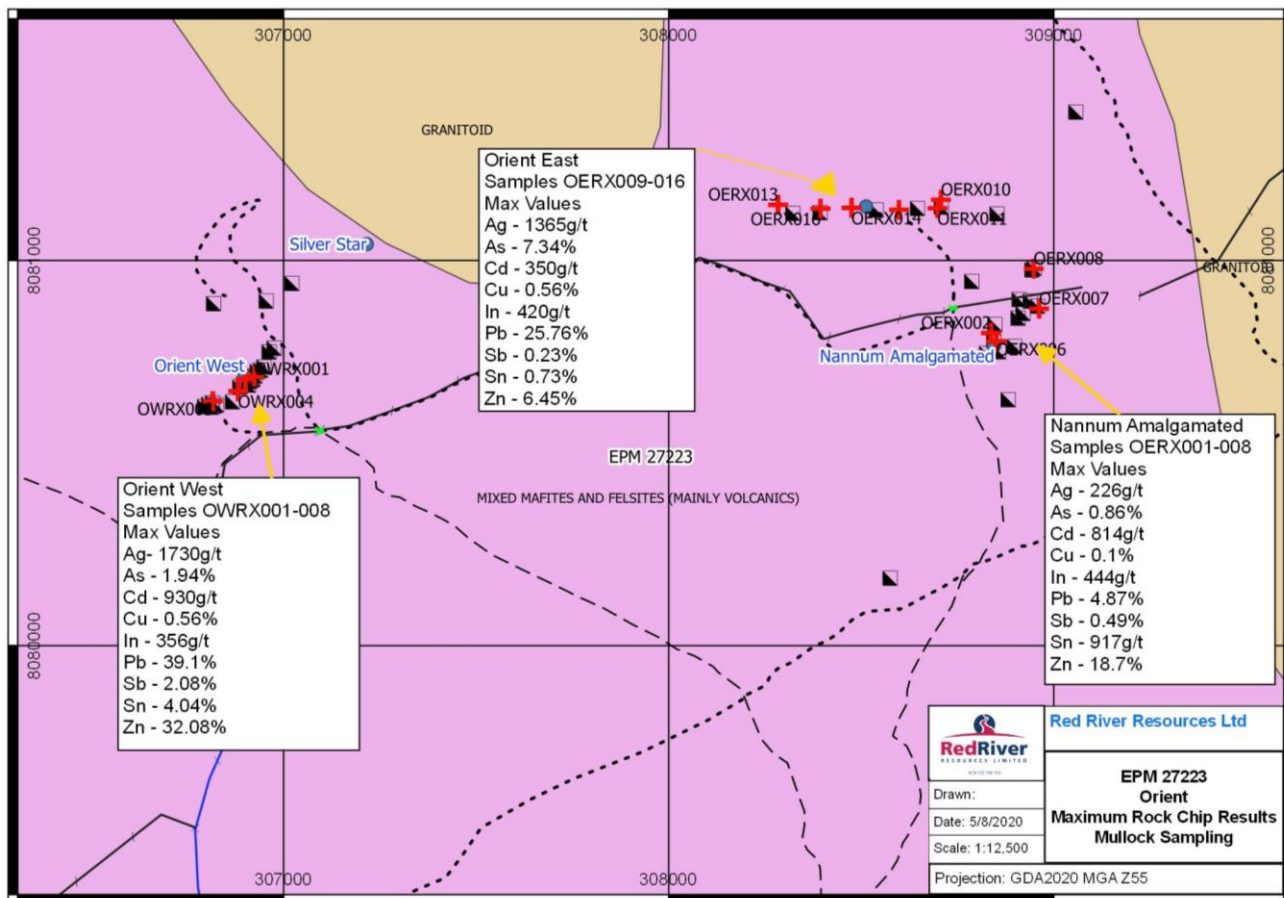 307000
308000
309000
GRANITOID
Orient East
Samples OERX009-016
Max Values
Ag - 1365g/t
As - 7.34%
Cd - 350g/t
Cu - 0.56%
In - 420g/t
Pb - 25.76%
Sb - 0.23%
Sn - 0.73%
Zn - 6.45%
OERX013
OERX010
OERX016
OERX014
OERX011
Silver Star
8081000
8081000
OERX008
GRANITOID
OERX007
OERX002
OERX006
Nannum Amalgamated
Orient West
OWRX001
OWRX004
Nannum Amalgamated
Samples OERX001-008
Max Values
Ag - 226g/t
As - 0.86%
Cd - 814g/t
Cu - 0.1%
In - 444g/t
Pb - 4.87%
Sb - 0.49%
Sn - 917g/t
Zn - 18.7%
EPM 27223
MIXED MAFITES AND FELSITES (MAINLY VOLCANICS)
Orient West
Samples OWRX001-008
Max Values
Ag- 1730g/t
As - 1.94%
Cd - 930g/t
Cu - 0.56%
In - 356g/t
Pb - 39.1%
Sb - 2.08%
Sn - 4.04%
Zn - 32.08%
8080000
307000
308000
RedRiver
RESOURCES LIMITED
Red River Resources Ltd
EPM 27223
Orient
Maximum Rock Chip Results
Mullock Sampling
Drawn:
Date: 5/8/2020
Scale: 1:12,500
Projection: GDA2020 MGA Z55